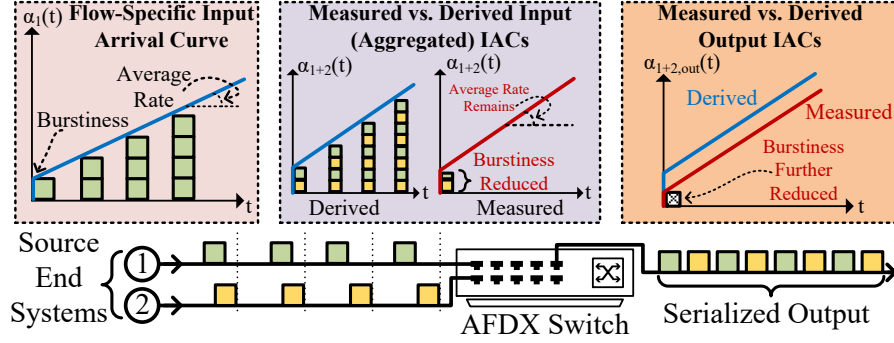 α₁(t)
Flow-Specific Input
Arrival Curve
Average
Rate
Burstiness
t
Measured vs. Derived Input
(Aggregated) IACs
α₁₊₂(t)
t
Derived
α₁₊₂(t)
Average Rate
Remains
Burstiness
Reduced
t
Measured
Measured vs. Derived
Output IACs
α₁₊₂,out(t)
Derived
Measured
Burstiness
Further
Reduced
t
Source
End
Systems
1
2
AFDX Switch
Serialized Output